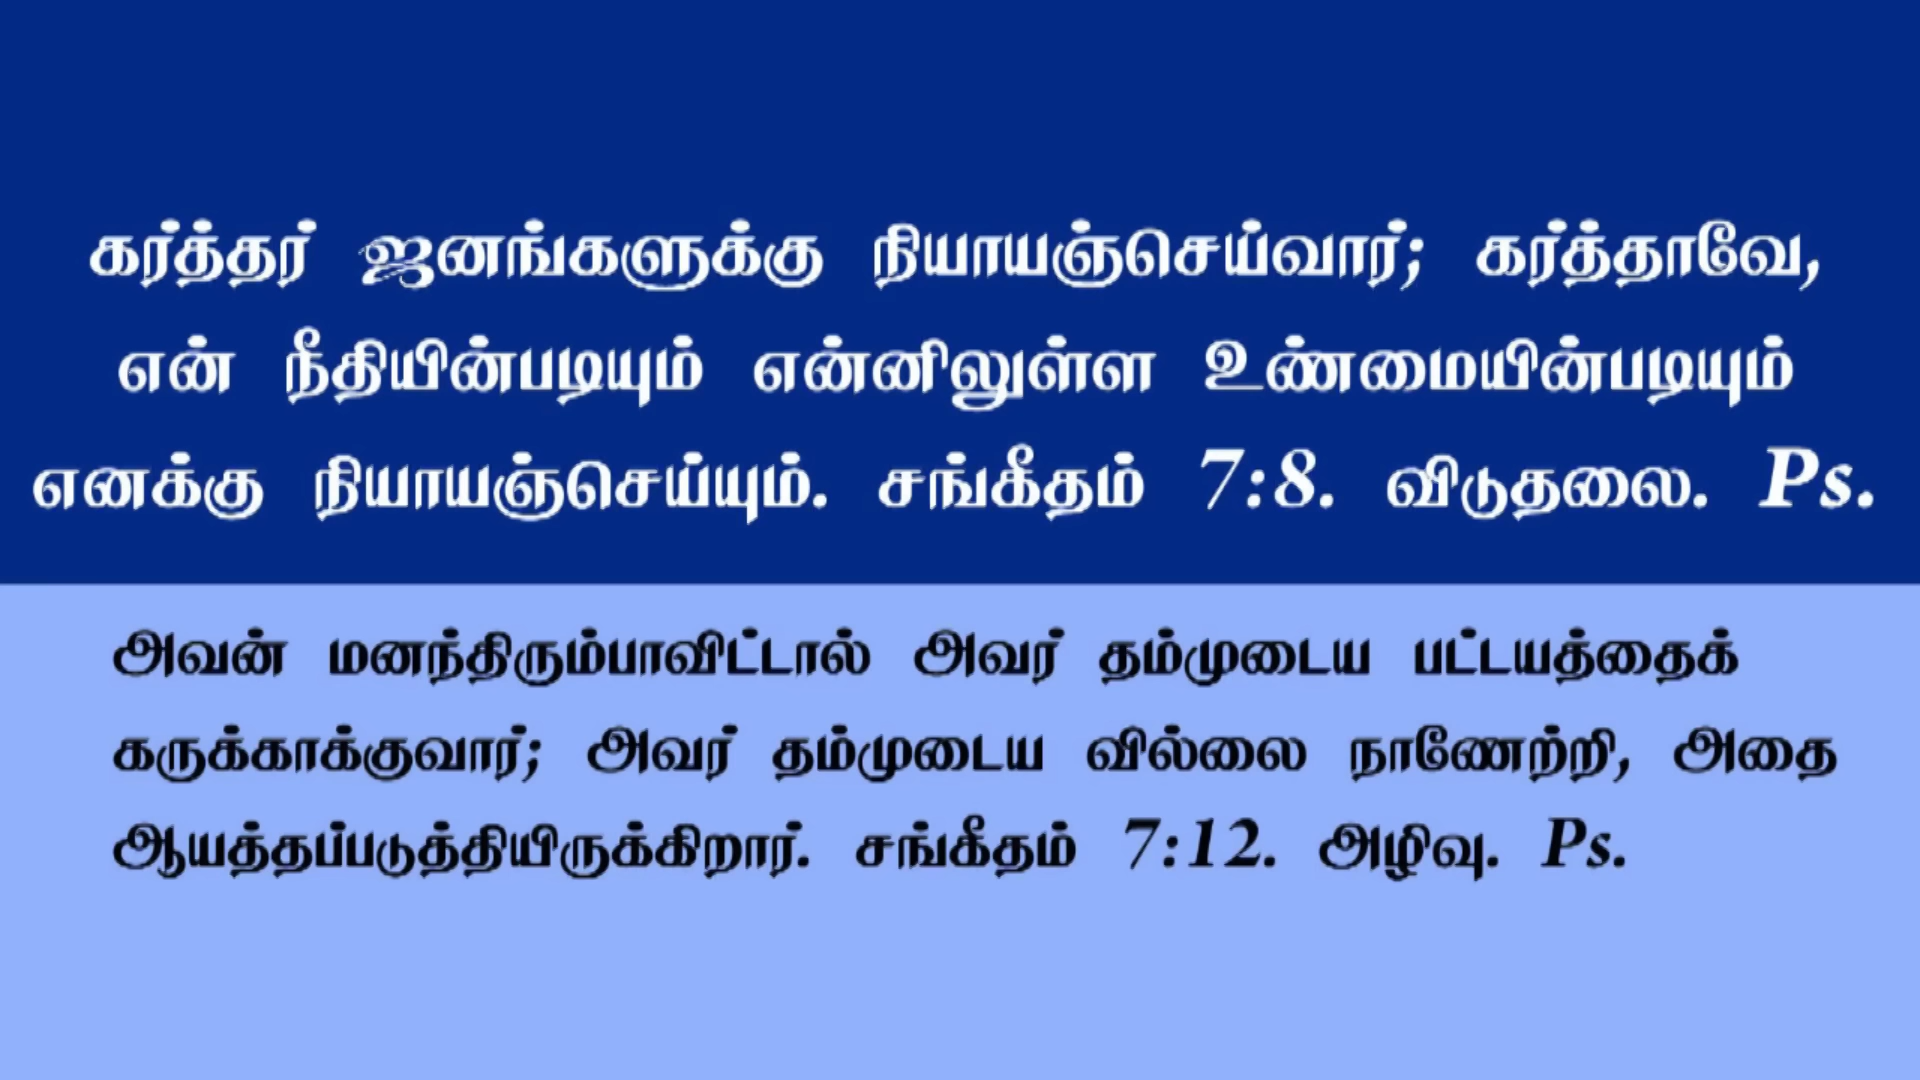 கர்த்தர் ஜனங்களுக்கு நியாயஞ்செய்வார்; கர்த்தாவே,
என் நீதியின்படியும் என்னிலுள்ள உண்மையின்படியும்
எனக்கு நியாயஞ்செய்யும். சங்கீதம் 7:8. விடுதலை. Ps.
அவன் மனந்திரும்பாவிட்டால் அவர் தம்முடைய பட்டயத்தைக்
கருக்காக்குவார்; அவர் தம்முடைய வில்லை நாணேற்றி, அதை
ஆயத்தப்படுத்தியிருக்கிறார். சங்கீதம் 7:12. அழிவு. Ps.